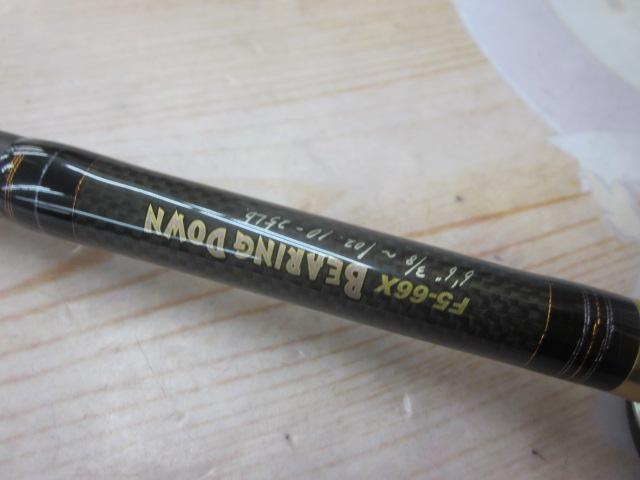 F5-66X BEARING DOWN
6'6" 3/8 ~ 1oz 10-25Lb